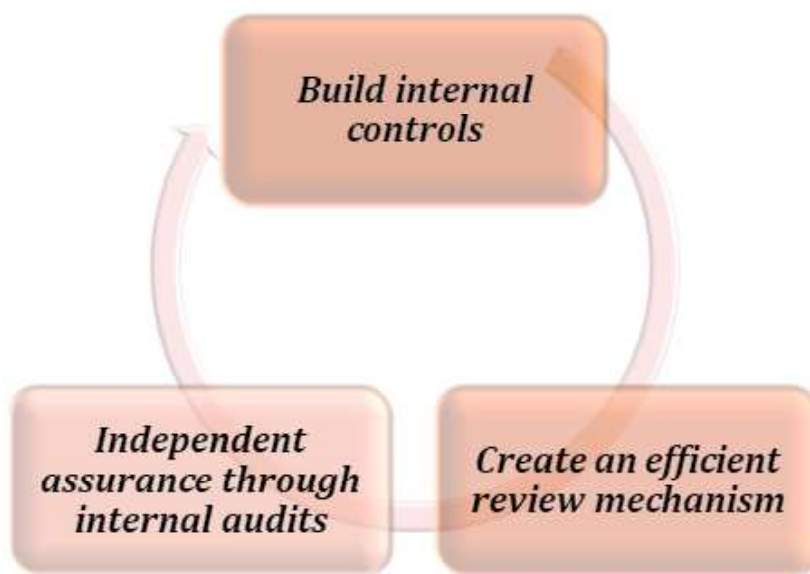 Build internal
controls
Create an efficient
review mechanism
Independent
assurance through
internal audits